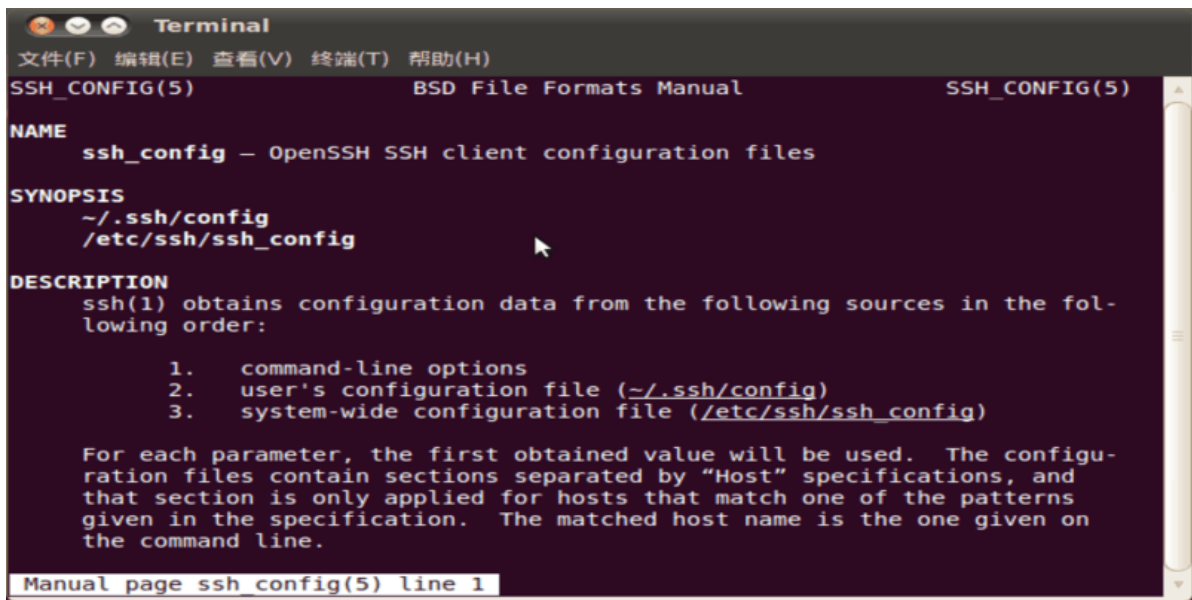 Terminal
文件(F) 编辑(E) 查看(V) 终端(T) 帮助(H)
SSH_CONFIG(5) BSD File Formats Manual SSH_CONFIG(5)
NAME
ssh_config — OpenSSH SSH client configuration files
SYNOPSIS
~/.ssh/config
/etc/ssh/ssh_config
DESCRIPTION
ssh(1) obtains configuration data from the following sources in the fol-
lowing order:
1. command-line options
2. user's configuration file (~/.ssh/config)
3. system-wide configuration file (/etc/ssh/ssh_config)
For each parameter, the first obtained value will be used. The configu-
ration files contain sections separated by “Host” specifications, and
that section is only applied for hosts that match one of the patterns
given in the specification. The matched host name is the one given on
the command line.
Manual page ssh_config(5) line 1